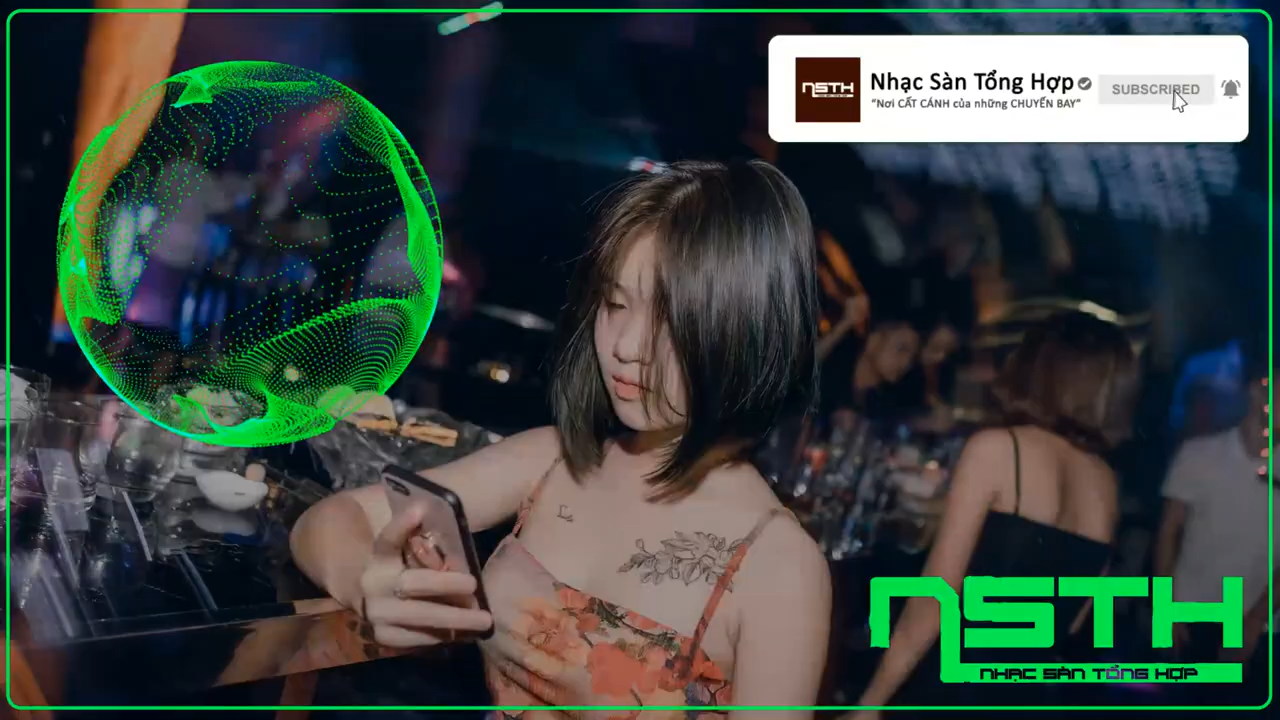 NSTH
Nhạc Sàn Tổng Hợp
"Nơi CẤT CÁNH của những CHUYẾN BAY"
SUBSCRIBED
NSTH
NHẠC SÀN TỔNG HỢP